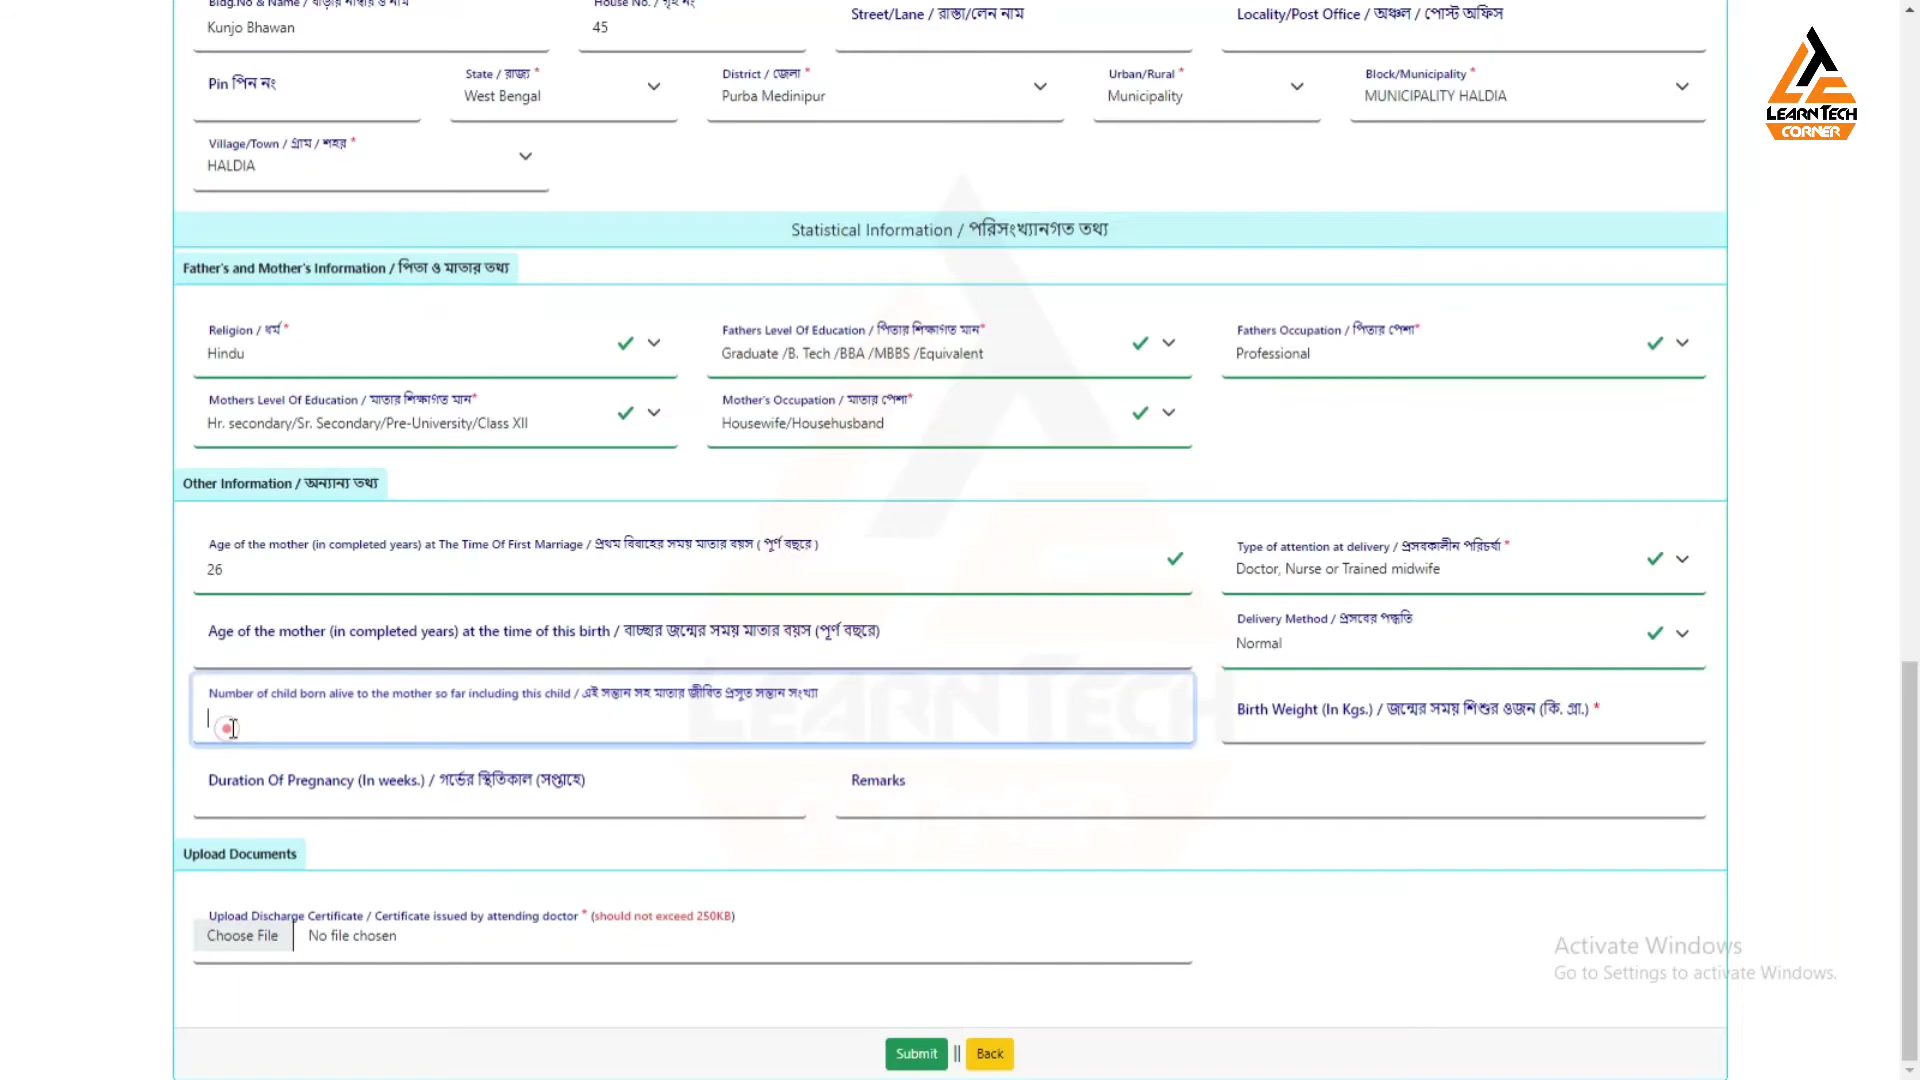 Bldg.No & Name / বাড়ীর নাম্বার ও নাম
House No. / গৃহ নং
Street/Lane / রাস্তা/লেন নাম
Locality/Post Office / অঞ্চল / পোস্ট অফিস
Kunjo Bhawan
45
LEARNTECH
CORNER
Pin পিন নং
State / রাজ্য *
West Bengal
District / জেলা *
Purba Medinipur
Urban/Rural *
Municipality
Block/Municipality *
MUNICIPALITY HALDIA
Village/Town / গ্রাম / শহর *
HALDIA
Statistical Information / পরিসংখ্যানগত তথ্য
Father's and Mother's Information / পিতা ও মাতার তথ্য
Religion / ধর্ম *
Hindu
Fathers Level Of Education / পিতার শিক্ষাগত মান*
Graduate /B. Tech /BBA /MBBS /Equivalent
Fathers Occupation / পিতার পেশা*
Professional
Mothers Level Of Education / মাতার শিক্ষাগত মান*
Hr. secondary/Sr. Secondary/Pre-University/Class XII
Mother's Occupation / মাতার পেশা*
Housewife/Househusband
Other Information / অন্যান্য তথ্য
Age of the mother (in completed years) at The Time Of First Marriage / প্রথম বিবাহের সময় মাতার বয়স ( পুর্ণ বছরে )
26
Type of attention at delivery / প্রসবকালীন পরিচর্যা *
Doctor, Nurse or Trained midwife
Age of the mother (in completed years) at the time of this birth / বাচ্ছার জন্মের সময় মাতার বয়স (পূর্ণ বছরে)
Delivery Method / প্রসবের পদ্ধতি
Normal
Number of child born alive to the mother so far including this child / এই সন্তান সহ মাতার জীবিত প্রসূত সন্তান সংখ্যা
Birth Weight (In Kgs.) / জন্মের সময় শিশুর ওজন (কি. গ্রা.) *
Duration Of Pregnancy (In weeks.) / গর্ভের স্থিতিকাল (সপ্তাহে)
Remarks
Upload Documents
Upload Discharge Certificate / Certificate issued by attending doctor * (should not exceed 250KB)
Choose File No file chosen
Activate Windows
Go to Settings to activate Windows.
Submit || Back
LEARNTECH
CORNER